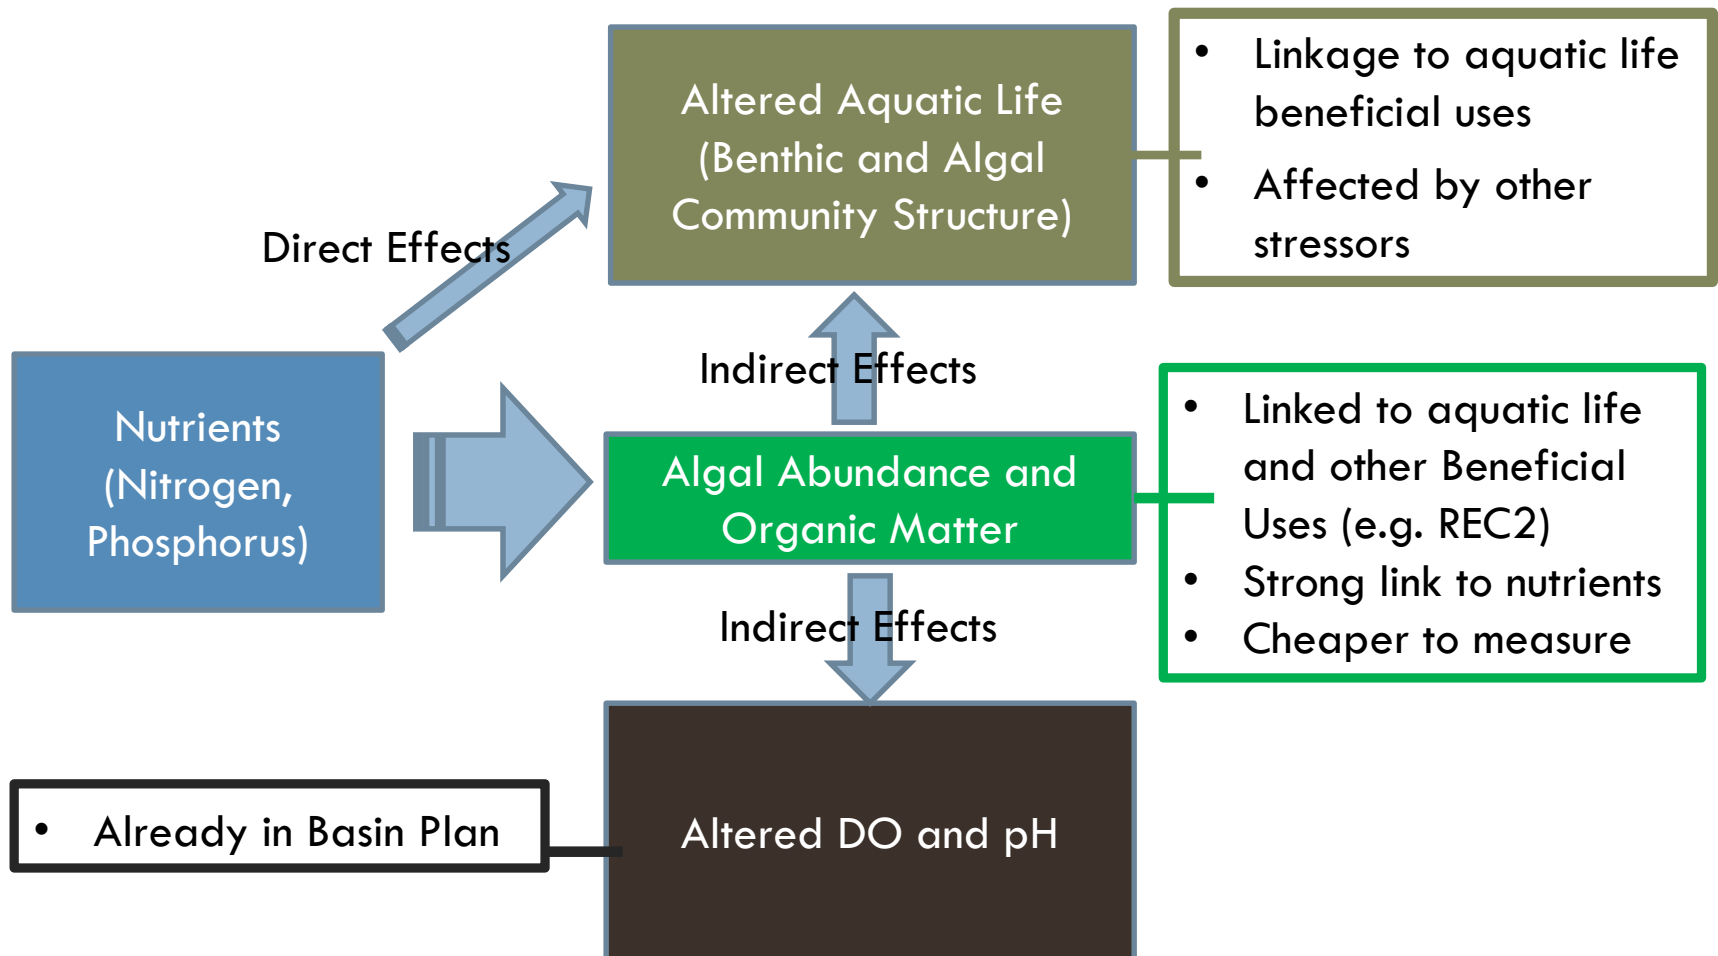 Altered Aquatic Life
(Benthic and Algal
Community Structure)
• Linkage to aquatic life
beneficial uses
• Affected by other
stressors
Direct Effects
Indirect Effects
Nutrients
(Nitrogen,
Phosphorus)
Algal Abundance and
Organic Matter
• Linked to aquatic life
and other Beneficial
Uses (e.g. REC2)
• Strong link to nutrients
• Cheaper to measure
Indirect Effects
• Already in Basin Plan
Altered DO and pH